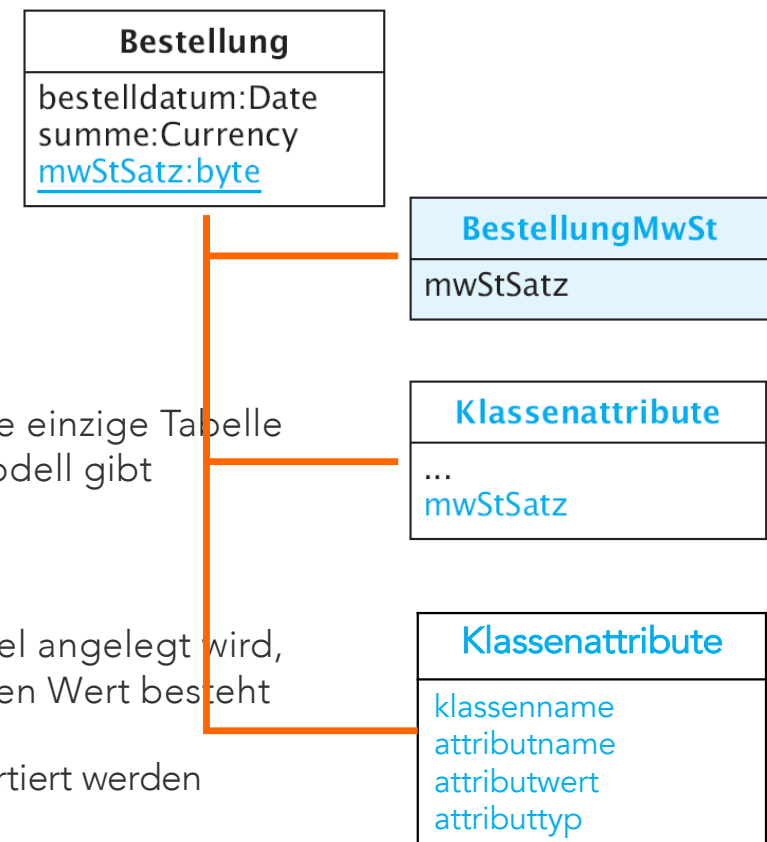 Bestellung
bestelldatum:Date
summe:Currency
mwStSatz:byte
BestellungMwSt
mwStSatz
e einzige Tabelle
odell gibt
Klassenattribute
...
mwStSatz
el angelegt wird,
en Wert besteht
rtiert werden
Klassenattribute
klassenname
attributname
attributwert
attributtyp